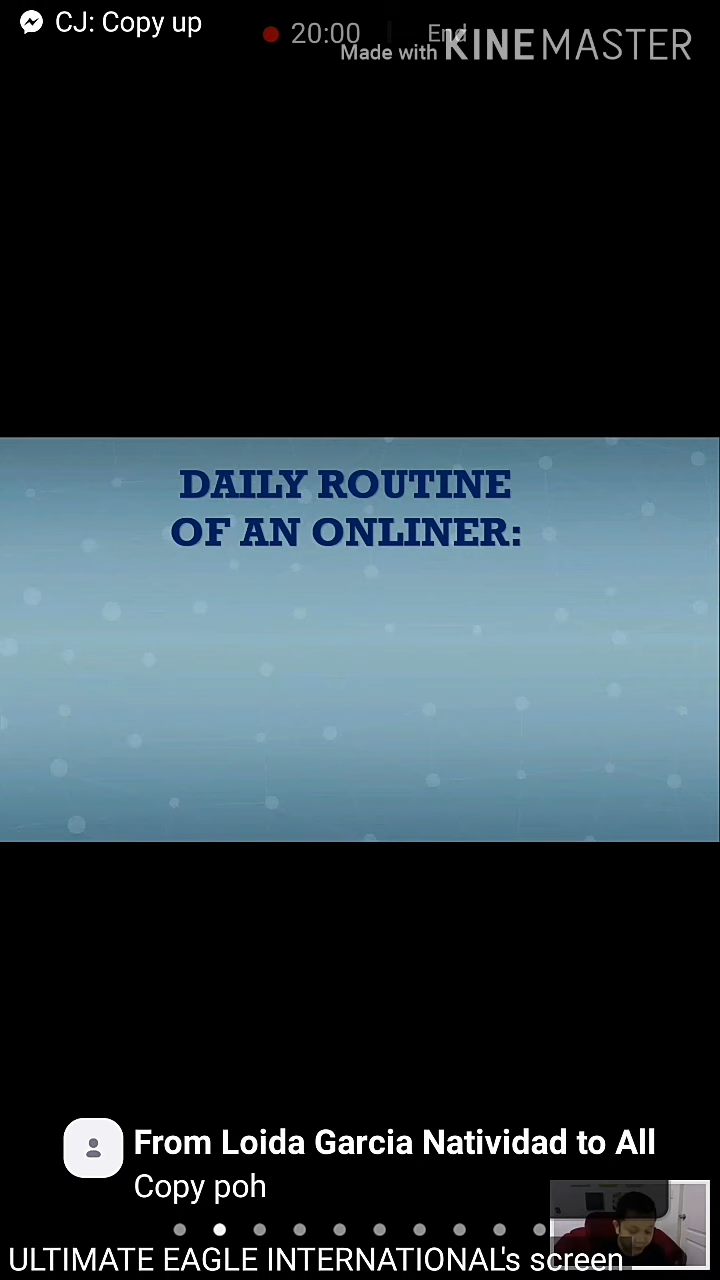 CJ: Copy up
20:00 End
Made with KINEMASTER
DAILY ROUTINE
OF AN ONLINER:
From Loida Garcia Natividad to All
Copy poh
ULTIMATE EAGLE INTERNATIONAL's screen